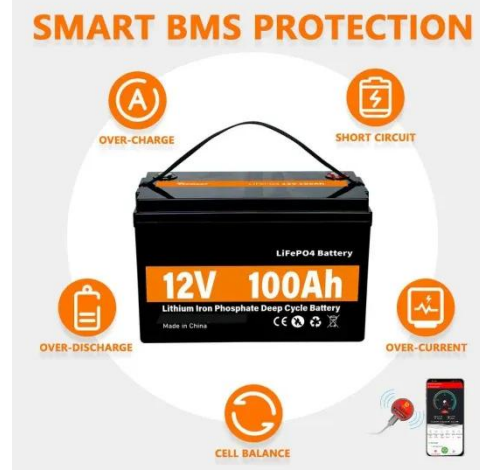 SMART BMS PROTECTION
OVER-CHARGE
SHORT CIRCUIT
LiFePO4 Battery
12V 100Ah
Lithium Iron Phosphate Deep Cycle Battery
Made in China
CE
OVER-DISCHARGE
OVER-CURRENT
CELL BALANCE